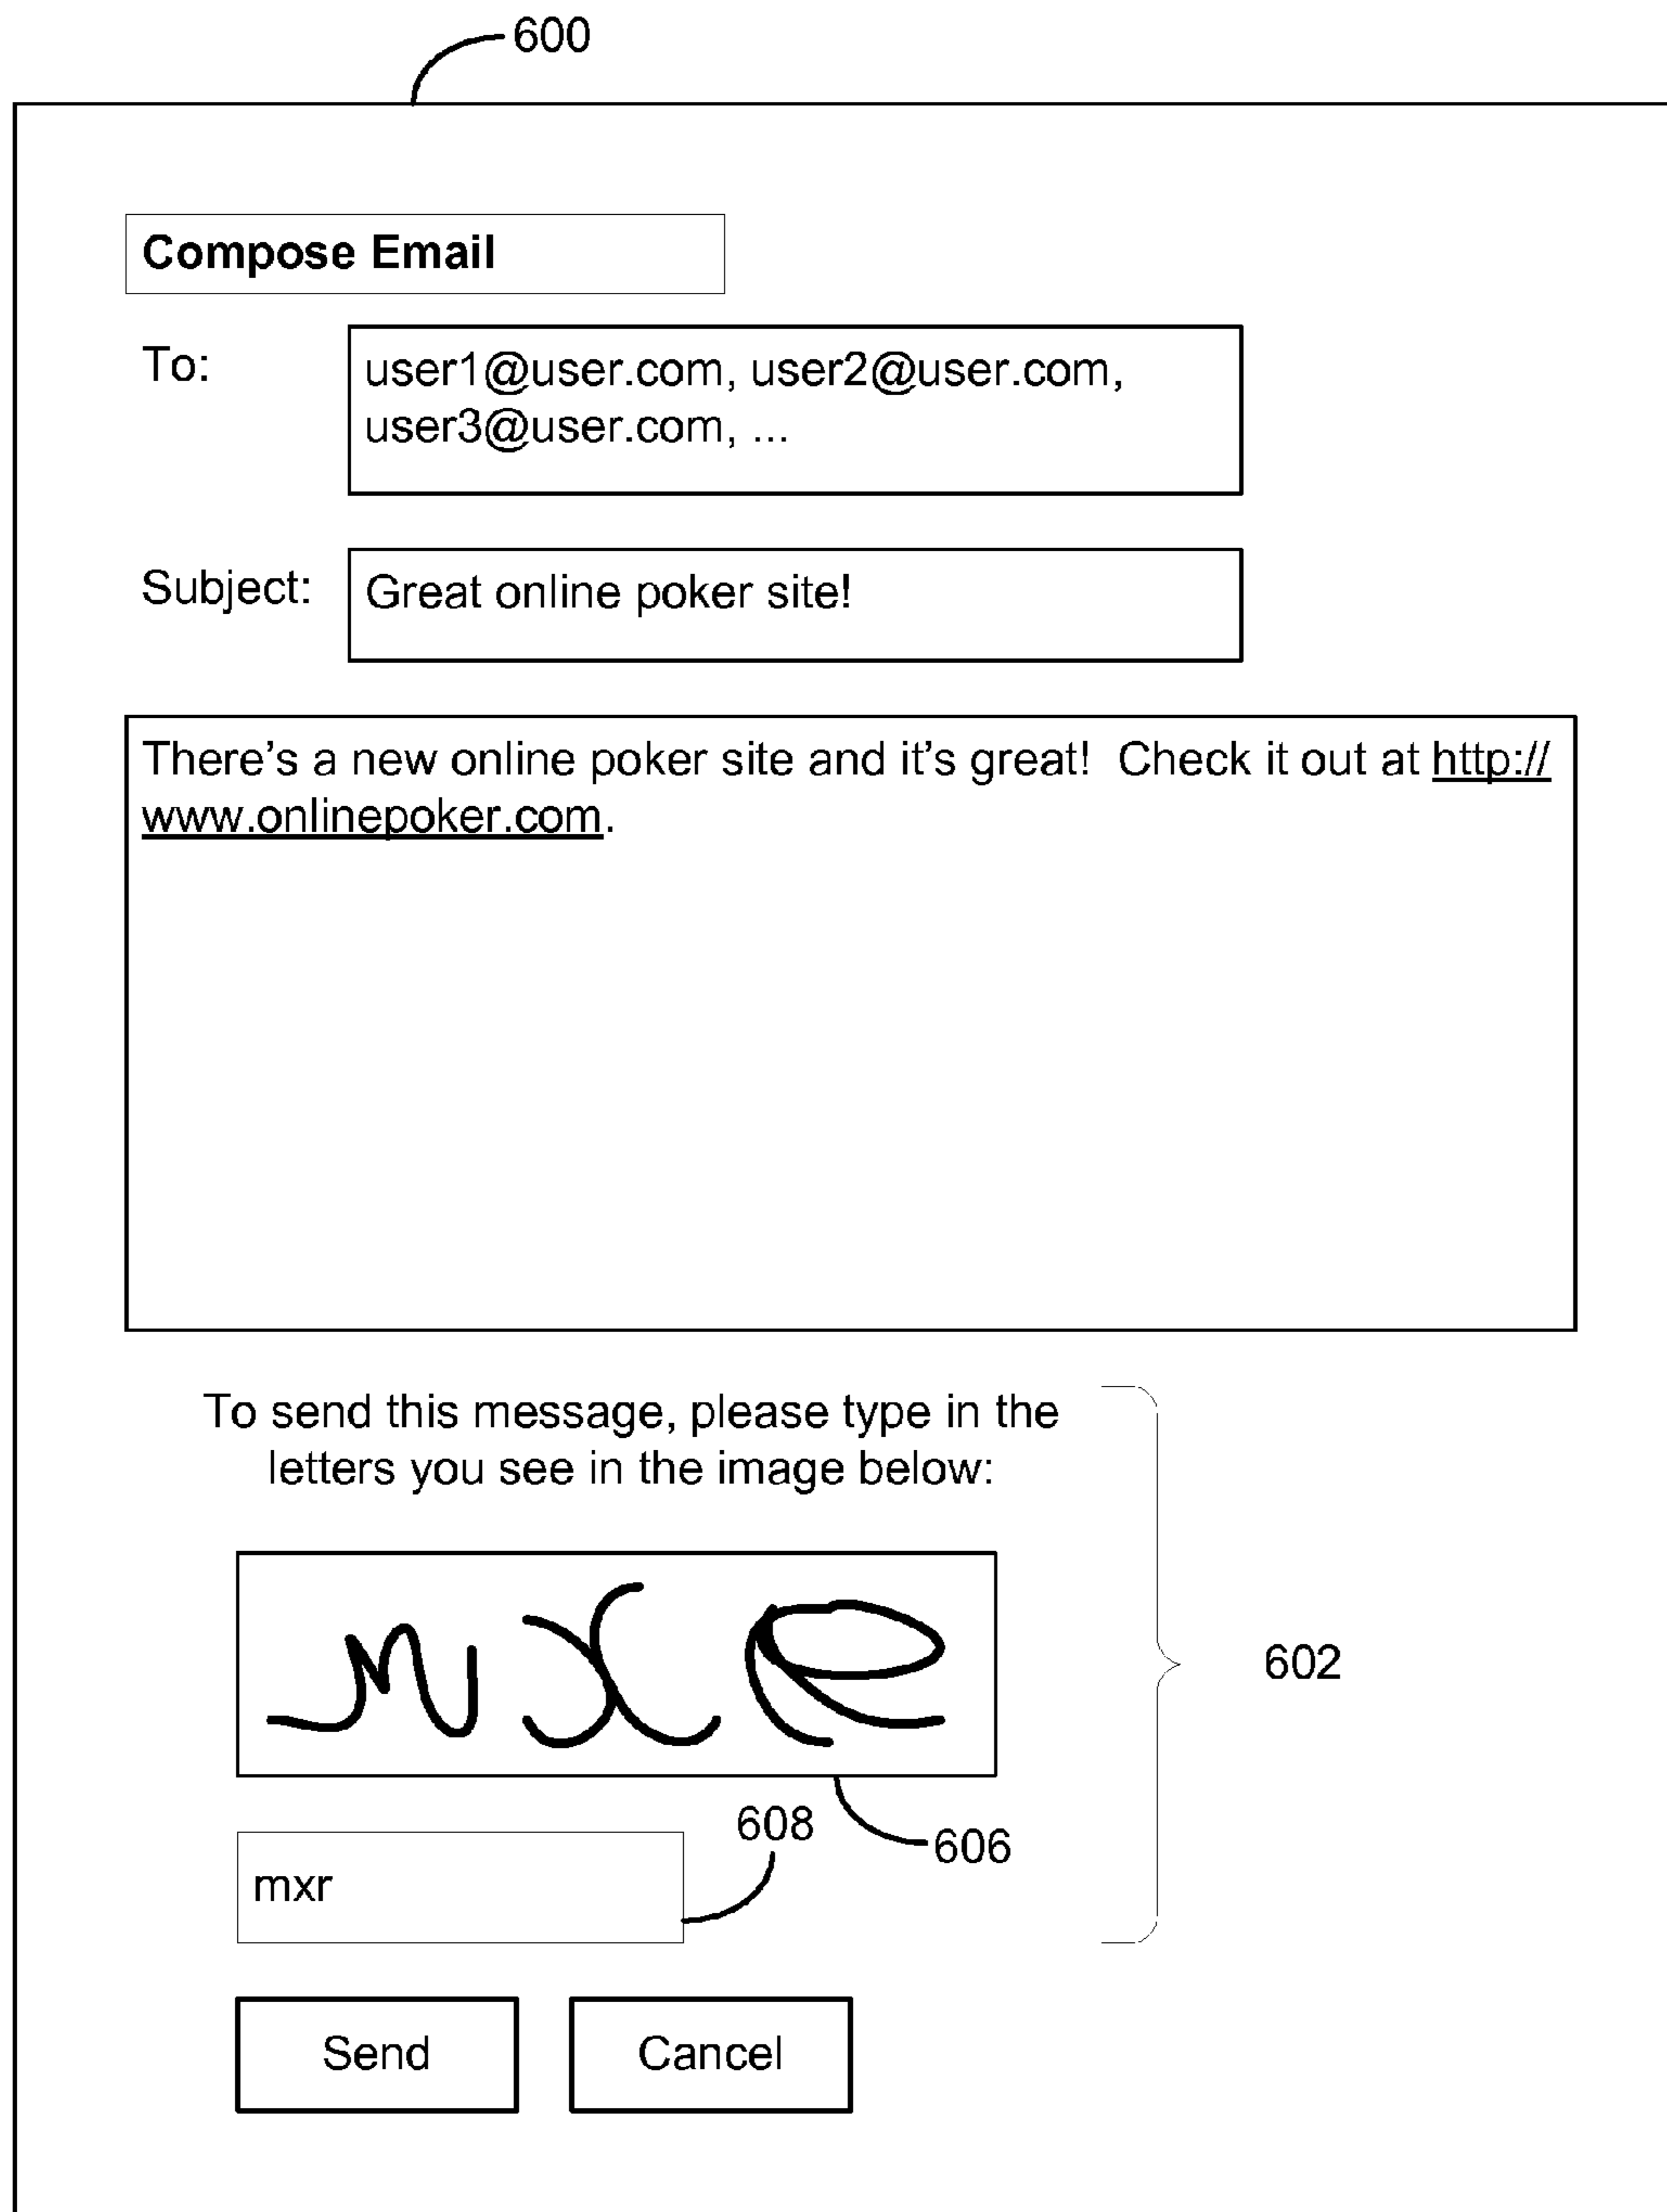 600
Compose Email
To:
user1@user.com, user2@user.com,
user3@user.com, ...
Subject:
Great online poker site!
There's a new online poker site and it's great!  Check it out at http://
www.onlinepoker.com.
To send this message, please type in the
letters you see in the image below:
mxr
602
606
608
mxr
Send
Cancel